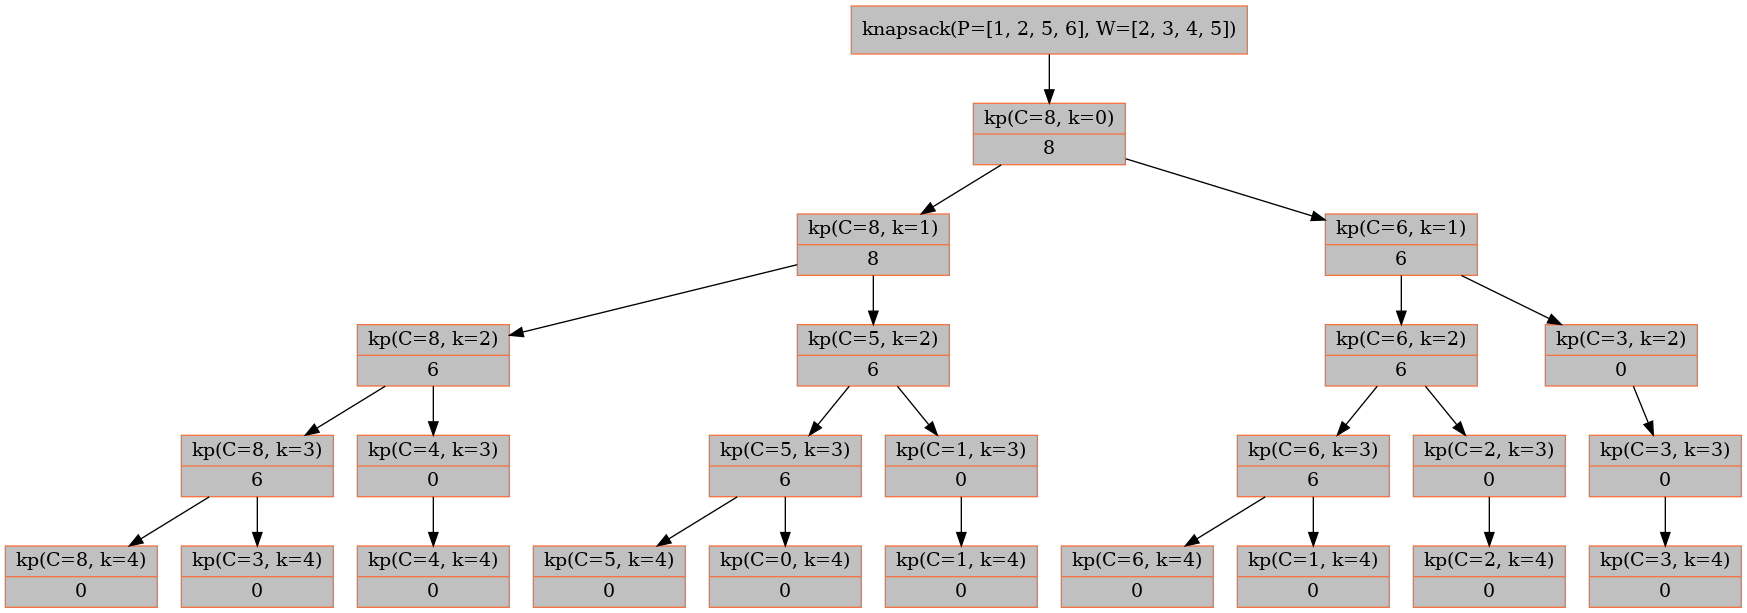 knapsack(P=[1, 2, 5, 6], W=[2, 3, 4, 5])
kp(C=8, k=0)
8
kp(C=8, k=1)
8
kp(C=6, k=1)
6
kp(C=8, k=2)
6
kp(C=5, k=2)
6
kp(C=6, k=2)
6
kp(C=3, k=2)
0
kp(C=8, k=3)
6
kp(C=4, k=3)
0
kp(C=5, k=3)
6
kp(C=1, k=3)
0
kp(C=6, k=3)
6
kp(C=2, k=3)
0
kp(C=3, k=3)
0
kp(C=8, k=4)
0
kp(C=3, k=4)
0
kp(C=4, k=4)
0
kp(C=5, k=4)
0
kp(C=0, k=4)
0
kp(C=1, k=4)
0
kp(C=6, k=4)
0
kp(C=1, k=4)
0
kp(C=2, k=4)
0
kp(C=3, k=4)
0